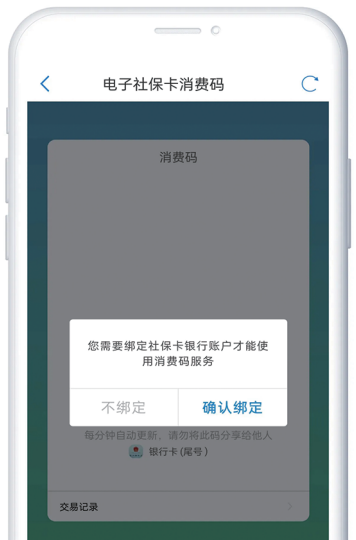 电子社保卡消费码
消费码
您需要绑定社保卡银行账户才能使
用消费码服务
不绑定
确认绑定
每分钟自动更新，请勿将此码分享给他人
银行卡(尾号)
交易记录